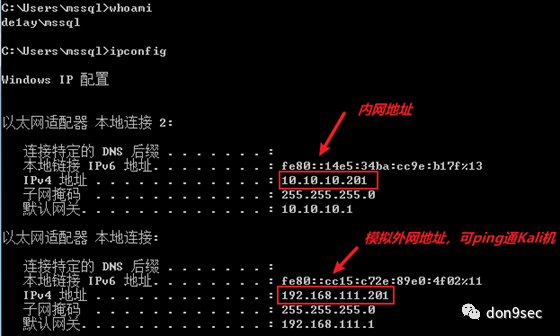 C:\Users\mssql>whoami
de1ay\mssql
C:\Users\mssql>ipconfig
Windows IP 配置
内网地址
以太网适配器 本地连接 2:
连接特定的 DNS 后缀 . . . . . . . :
本地链接 IPv6 地址. . . . . . . . : fe80::14e5:34ba:cc9e:b17f%13
IPv4 地址 . . . . . . . . . . . . : 10.10.10.201
子网掩码 . . . . . . . . . . . . : 255.255.255.0
默认网关. . . . . . . . . . . . . : 10.10.10.1
以太网适配器 本地连接:
模拟外网地址，可ping通Kali机
连接特定的 DNS 后缀 . . . . . . . :
本地链接 IPv6 地址. . . . . . . . : fe80::cc15:c72e:89e0:4f02%11
IPv4 地址 . . . . . . . . . . . . : 192.168.111.201
子网掩码 . . . . . . . . . . . . : 255.255.255.0
默认网关. . . . . . . . . . . . . : 192.168.111.1
don9sec